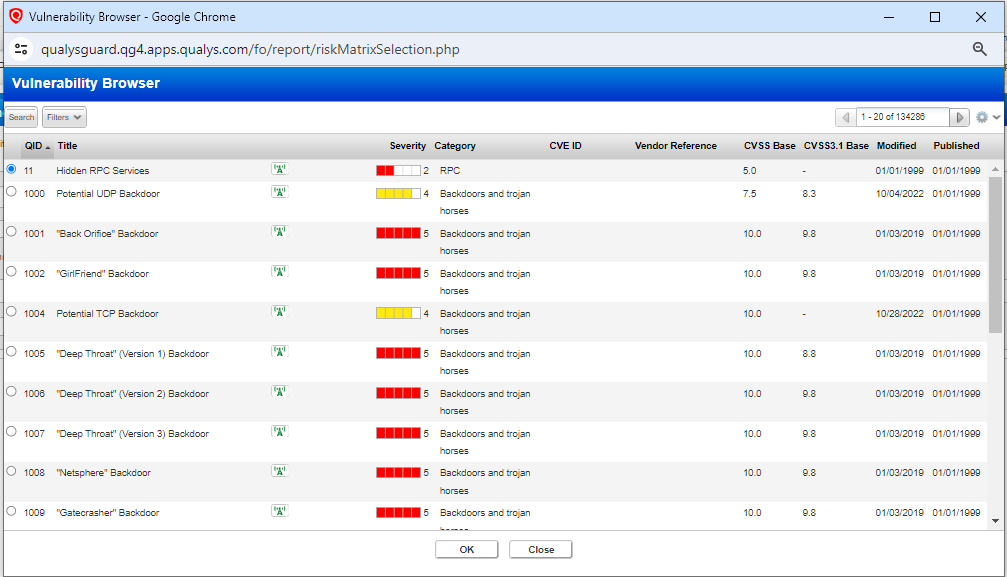 Vulnerability Browser - Google Chrome
qualysguard.qg4.apps.qualys.com/fo/report/riskMatrixSelection.php
Vulnerability Browser
Search Filters 1 - 20 of 134286
QID Title Severity Category CVE ID Vendor Reference CVSS Base CVSS3.1 Base Modified Published
11 Hidden RPC Services 2 RPC 5.0 - 01/01/1999 01/01/1999
1000 Potential UDP Backdoor 4 Backdoors and trojan 7.5 8.3 10/04/2022 01/01/1999
horses
1001 "Back Orifice" Backdoor 5 Backdoors and trojan 10.0 9.8 01/03/2019 01/01/1999
horses
1002 "GirlFriend" Backdoor 5 Backdoors and trojan 10.0 9.8 01/03/2019 01/01/1999
horses
1004 Potential TCP Backdoor 4 Backdoors and trojan 10.0 - 10/28/2022 01/01/1999
horses
1005 "Deep Throat" (Version 1) Backdoor 5 Backdoors and trojan 10.0 8.8 01/03/2019 01/01/1999
horses
1006 "Deep Throat" (Version 2) Backdoor 5 Backdoors and trojan 10.0 9.8 01/03/2019 01/01/1999
horses
1007 "Deep Throat" (Version 3) Backdoor 5 Backdoors and trojan 10.0 9.8 01/03/2019 01/01/1999
horses
1008 "Netsphere" Backdoor 5 Backdoors and trojan 10.0 9.8 01/03/2019 01/01/1999
horses
1009 "Gatecrasher" Backdoor 5 Backdoors and trojan 10.0 9.8 01/03/2019 01/01/1999
OK Close